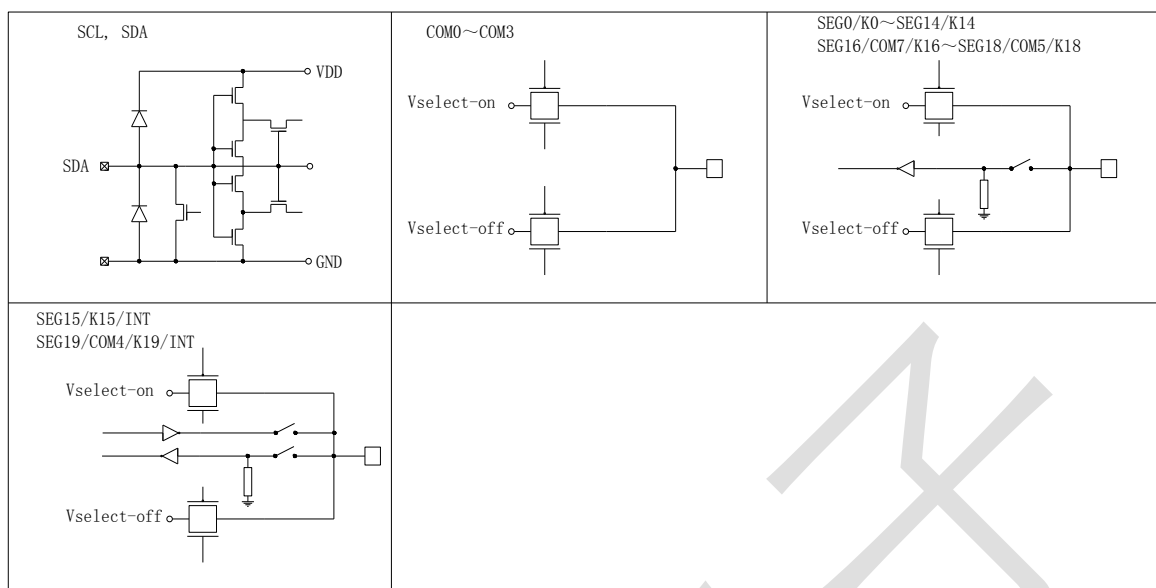 SCL, SDA
VDD
SDA
GND
COM0～COM3
Vselect-on
Vselect-off
SEG0/K0～SEG14/K14
SEG16/COM7/K16～SEG18/COM5/K18
Vselect-on
Vselect-off
SEG15/K15/INT
SEG19/COM4/K19/INT
Vselect-on
Vselect-off